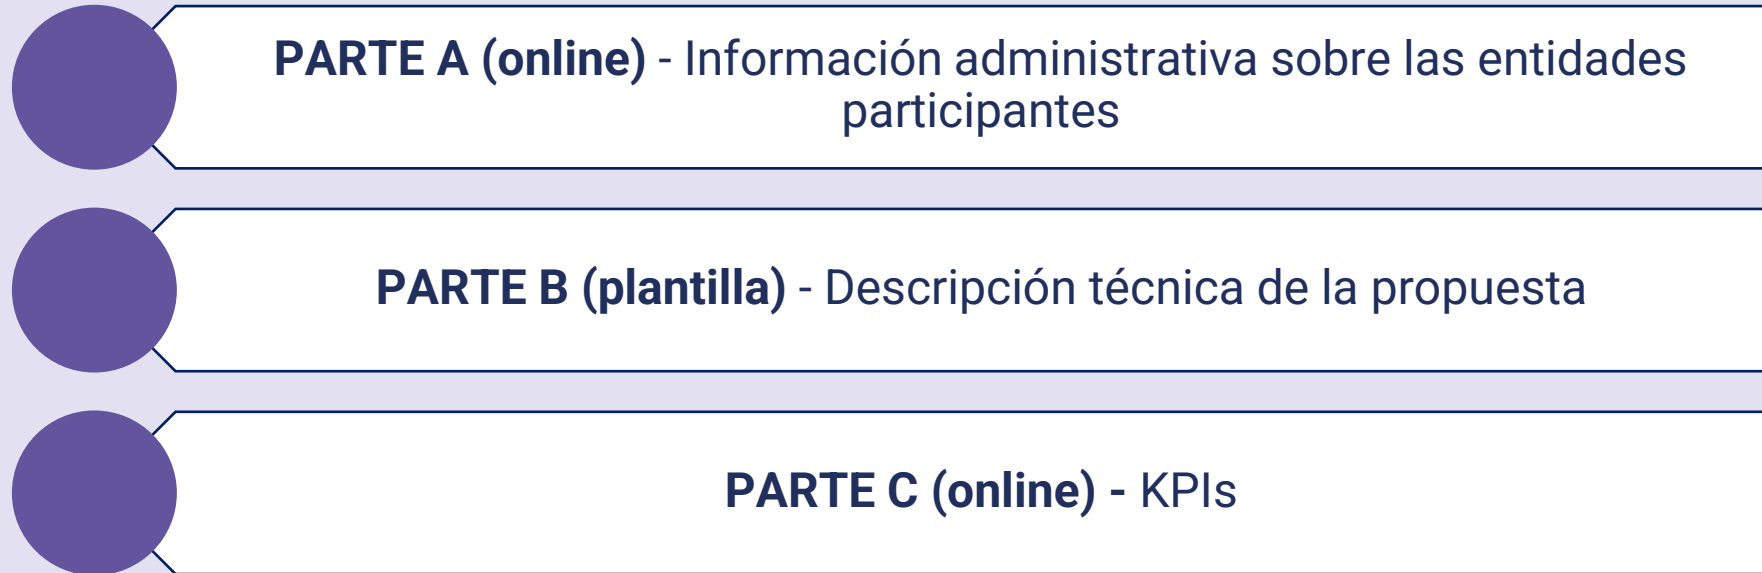 PARTE A (online) - Información administrativa sobre las entidades
participantes
PARTE B (plantilla) - Descripción técnica de la propuesta
PARTE C (online) - KPIs